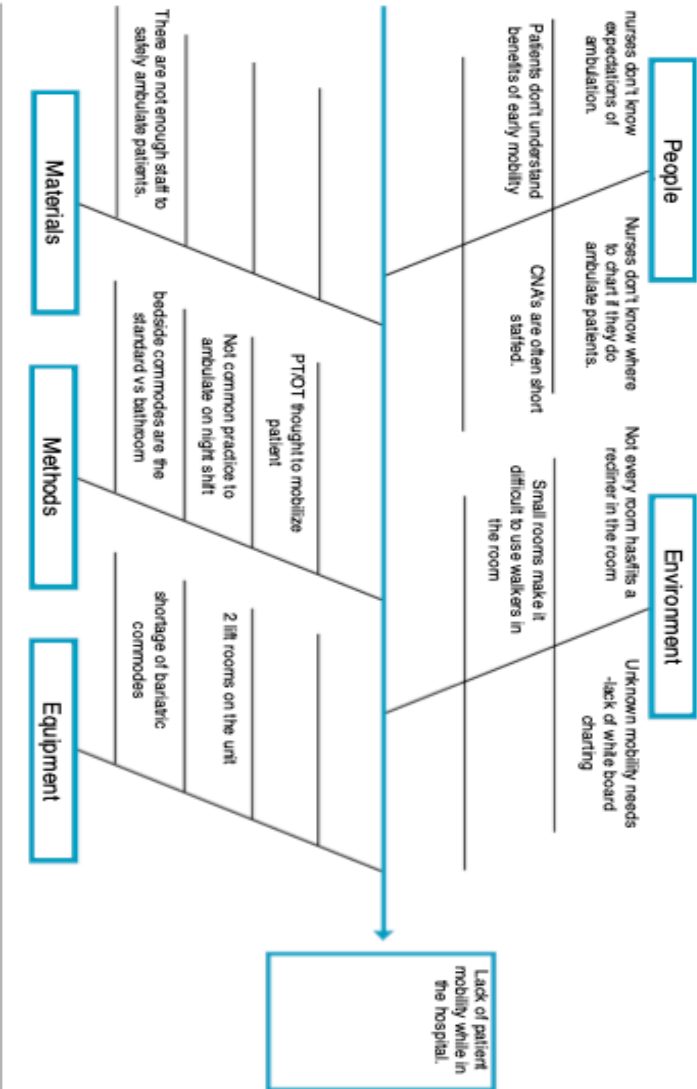 People
nurses don't know
expectations of
ambulation.
Nurses don't know where
to chart if they do
ambulate patients.
Patients don't understand
benefits of early mobility
CNA's are often short
staffed.
Environment
Not every room has/fits a
recliner in the room
Unknown mobility needs
-lack of white board
charting
Small rooms make it
difficult to use walkers in
the room
Lack of patient
mobility while in
the hospital.
There are not enough staff to
safely ambulate patients.
Materials
PT/OT thought to mobilize
patient
Not common practice to
ambulate on night shift
bedside commodes are the
standard vs bathroom
Methods
2 lift rooms on the unit
shortage of bariatric
commodes
Equipment